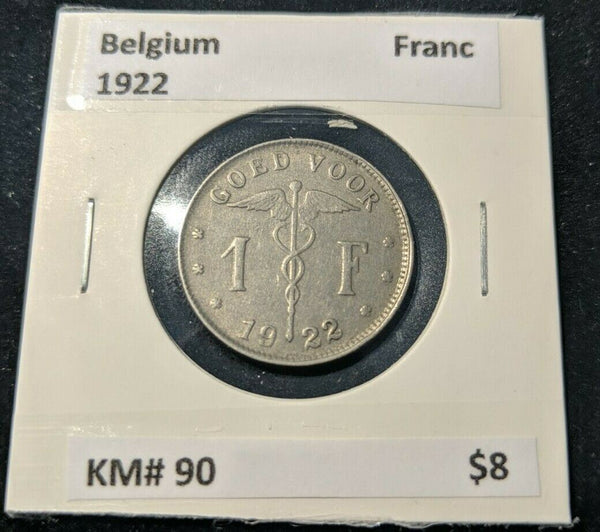 Belgium Franc
1922
GOED VOOR
1 F
1922
KM# 90 $8